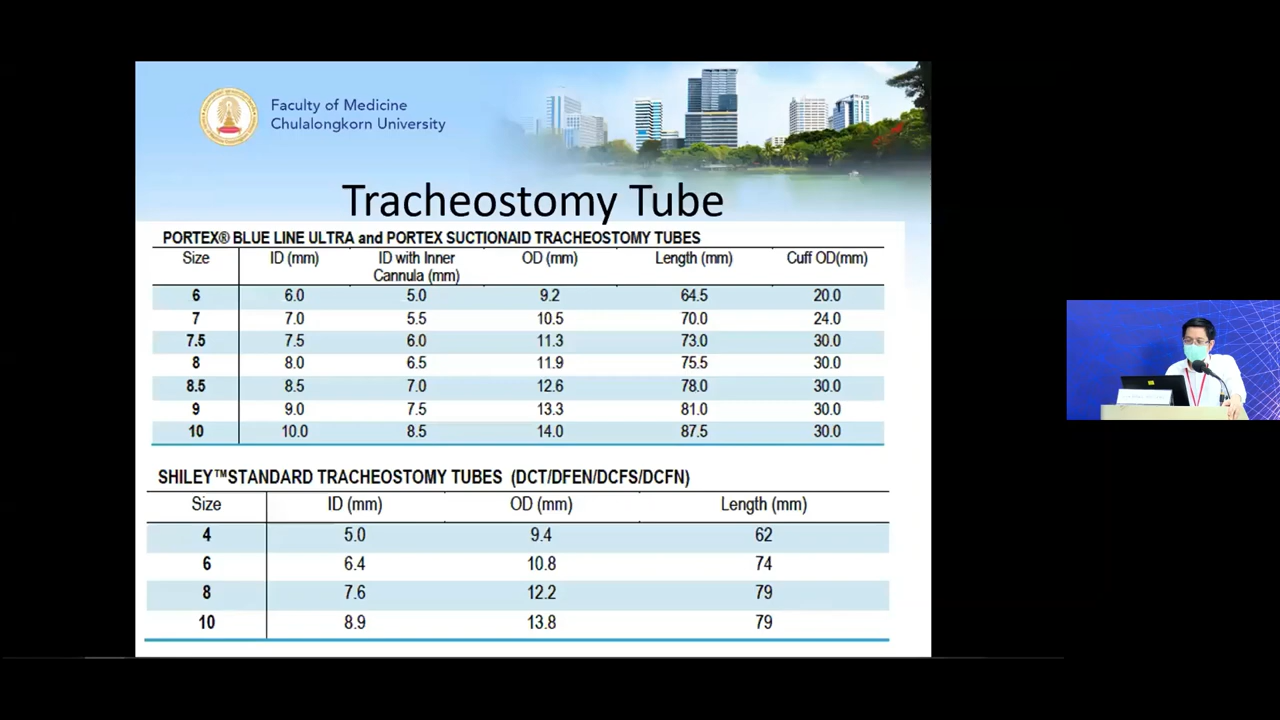 Faculty of Medicine
Chulalongkorn University
Tracheostomy Tube
PORTEX® BLUE LINE ULTRA and PORTEX SUCTIONAID TRACHEOSTOMY TUBES
Size ID (mm) ID with Inner Cannula (mm) OD (mm) Length (mm) Cuff OD(mm)
6 6.0 5.0 9.2 64.5 20.0
7 7.0 5.5 10.5 70.0 24.0
7.5 7.5 6.0 11.3 73.0 30.0
8 8.0 6.5 11.9 75.5 30.0
8.5 8.5 7.0 12.6 78.0 30.0
9 9.0 7.5 13.3 81.0 30.0
10 10.0 8.5 14.0 87.5 30.0
SHILEY™STANDARD TRACHEOSTOMY TUBES (DCT/DFEN/DCFS/DCFN)
Size ID (mm) OD (mm) Length (mm)
4 5.0 9.4 62
6 6.4 10.8 74
8 7.6 12.2 79
10 8.9 13.8 79